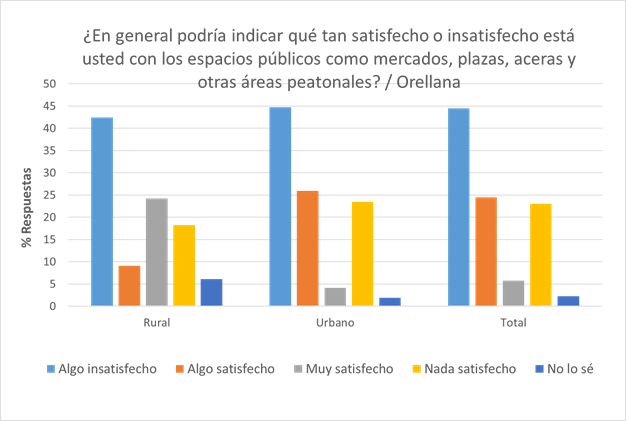 ¿En general podría indicar qué tan satisfecho o insatisfecho está
usted con los espacios públicos como mercados, plazas, aceras y
otras áreas peatonales? / Orellana
50
45
40
35
30
25
20
15
10
5
0
% Respuestas
Rural Urbano Total
Algo insatisfecho Algo satisfecho Muy satisfecho Nada satisfecho No lo sé